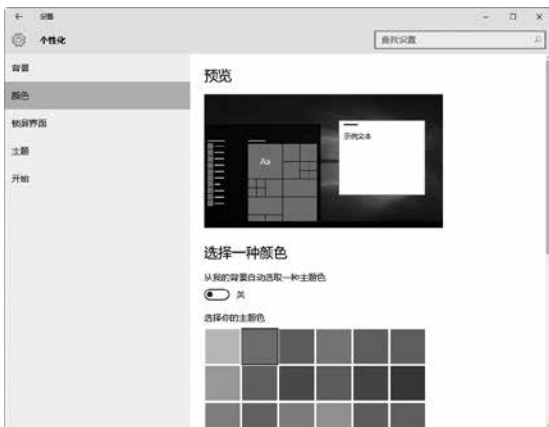 设置
个性化
查找设置
背景
颜色
锁屏界面
主题
开始
预览
示例文本
Aa
选择一种颜色
从我的背景自动选取一种主题色
关
选择你的主题色